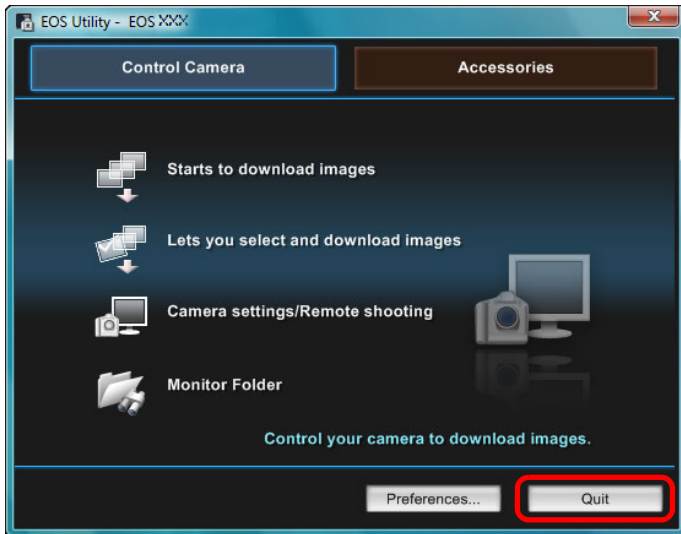 EOS Utility - EOS XXX
Control Camera
Accessories
Starts to download images
Lets you select and download images
Camera settings/Remote shooting
Monitor Folder
Control your camera to download images.
Preferences...
Quit